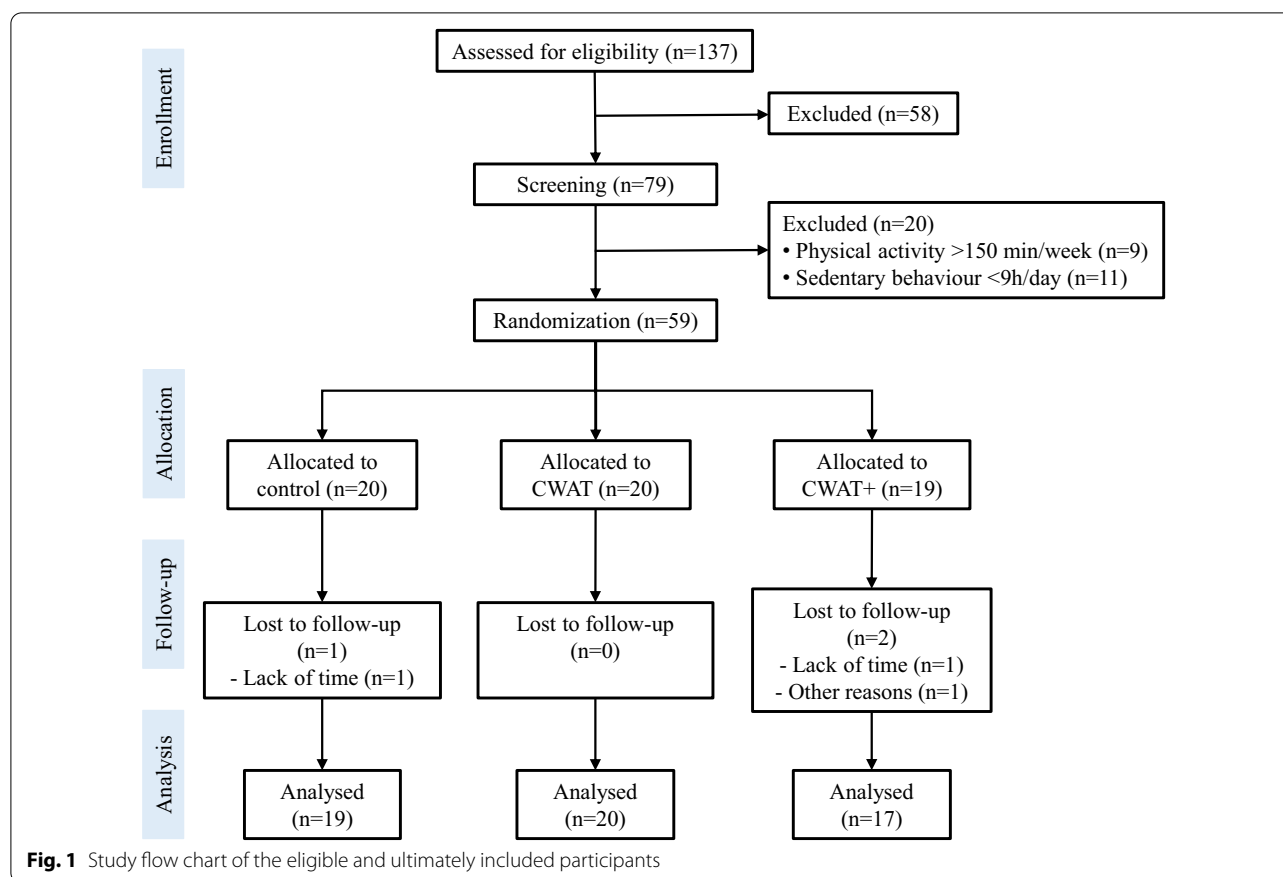 Enrollment
Assessed for eligibility (n=137)
Excluded (n=58)
Screening (n=79)
Excluded (n=20)
• Physical activity >150 min/week (n=9)
• Sedentary behaviour <9h/day (n=11)
Randomization (n=59)
Allocation
Allocated to
control (n=20)
Allocated to
CWAT (n=20)
Allocated to
CWAT+ (n=19)
Follow-up
Lost to follow-up
(n=1)
- Lack of time (n=1)
Lost to follow-up
(n=0)
Lost to follow-up
(n=2)
- Lack of time (n=1)
- Other reasons (n=1)
Analysis
Analysed
(n=19)
Analysed
(n=20)
Analysed
(n=17)
Fig. 1 Study flow chart of the eligible and ultimately included participants